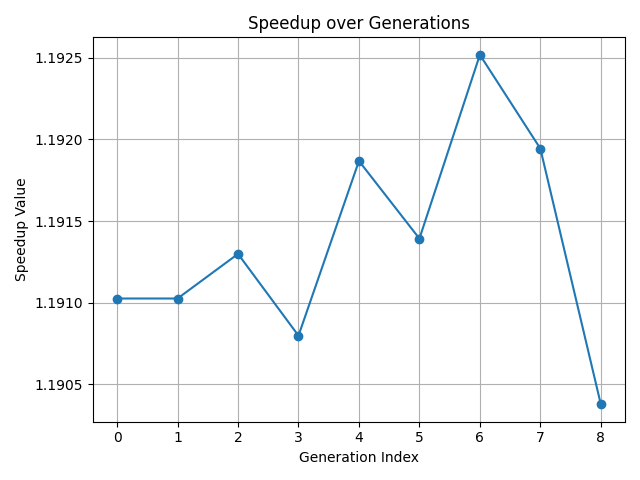 Speedup over Generations
1.1925
1.1920
1.1915
1.1910
1.1905
Speedup Value
0 1 2 3 4 5 6 7 8
Generation Index